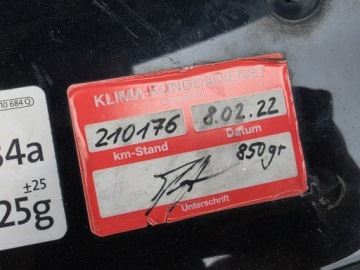 10 684 Q
34a
±25
25g
KLIMA-KUNDENDIENST
210176
8.02.22
km-Stand
Datum
850gr
Unterschrift